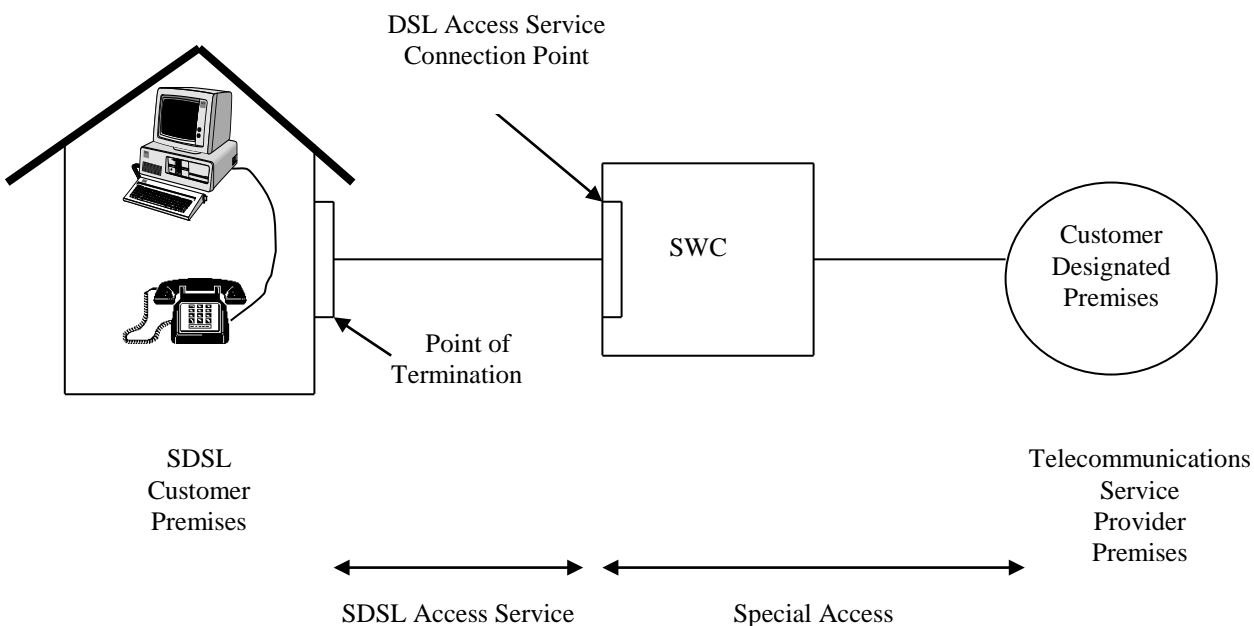 DSL Access Service
Connection Point
SWC
Customer
Designated
Premises
Point of
Termination
SDSL
Customer
Premises
Telecommunications
Service
Provider
Premises
SDSL Access Service
Special Access